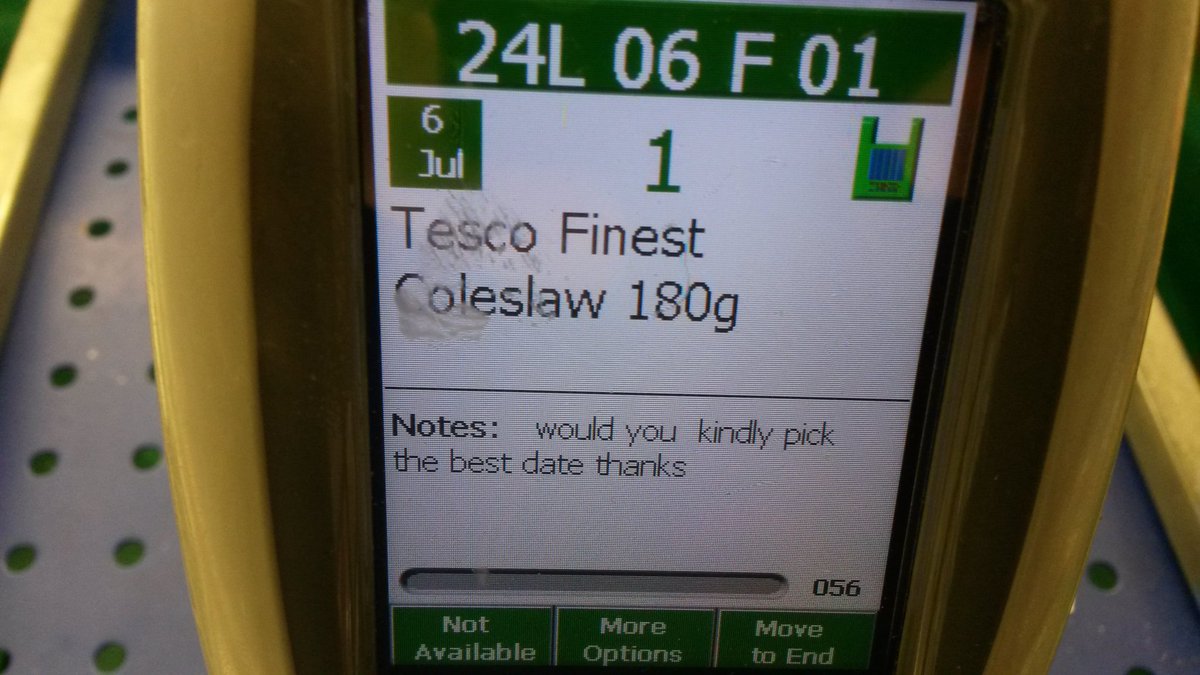 24L 06 F 01
6
Jul
1
Tesco Finest
Coleslaw 180g
Notes: would you kindly pick
the best date thanks
056
Not
Available
More
Options
Move
to End